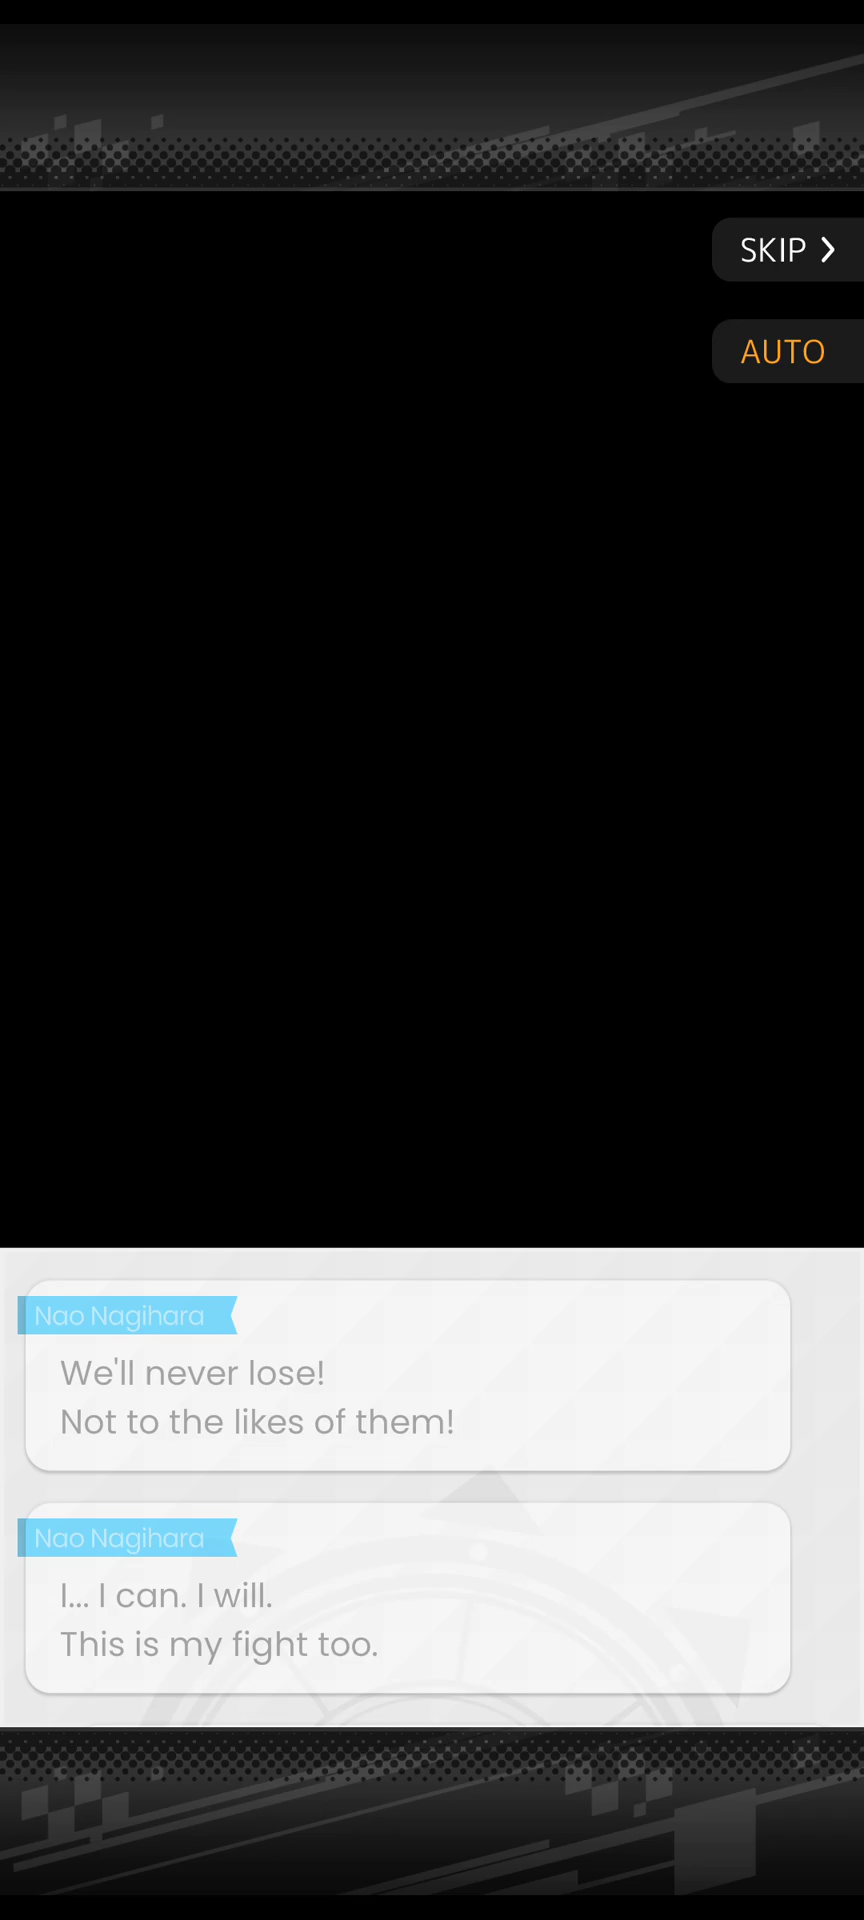 SKIP
AUTO
Nao Nagihara
We'll never lose!
Not to the likes of them!
Nao Nagihara
I... I can. I will.
This is my fight too.